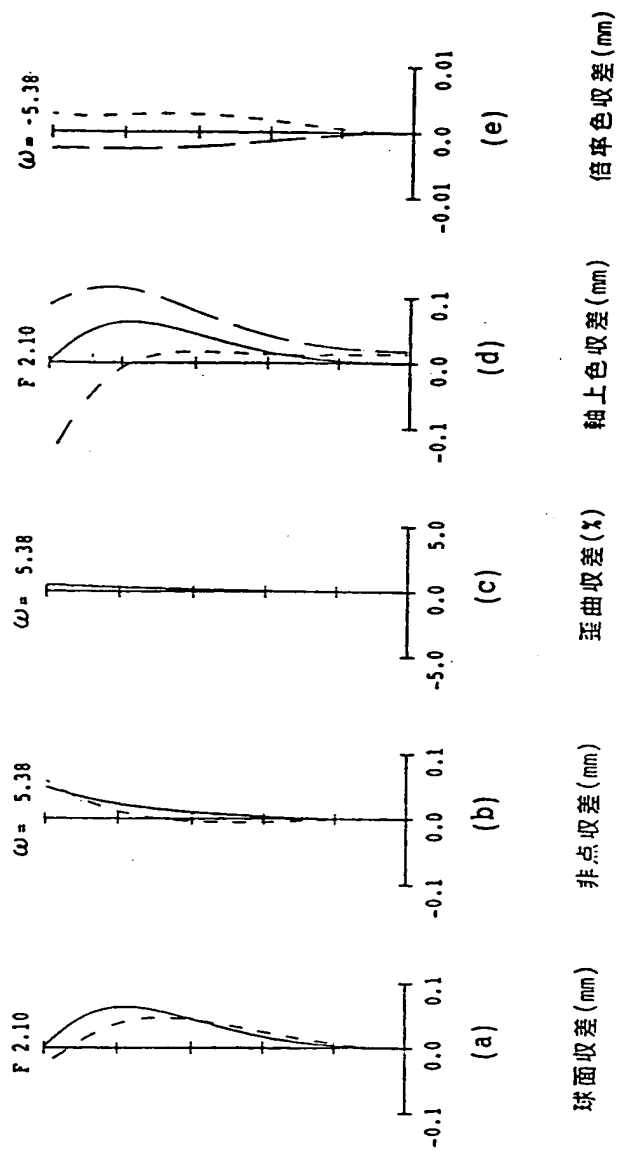 F 2.10
-0.1 0.0 0.1
(a)
球面収差(mm)
ω= 5.38
-0.1 0.0 0.1
(b)
非点収差(mm)
ω= 5.38
-5.0 0.0 5.0
(c)
歪曲収差(%)
F 2.10
-0.1 0.0 0.1
(d)
軸上色収差(mm)
ω= -5.38
-0.01 0.0 0.01
(e)
倍率色収差(mm)